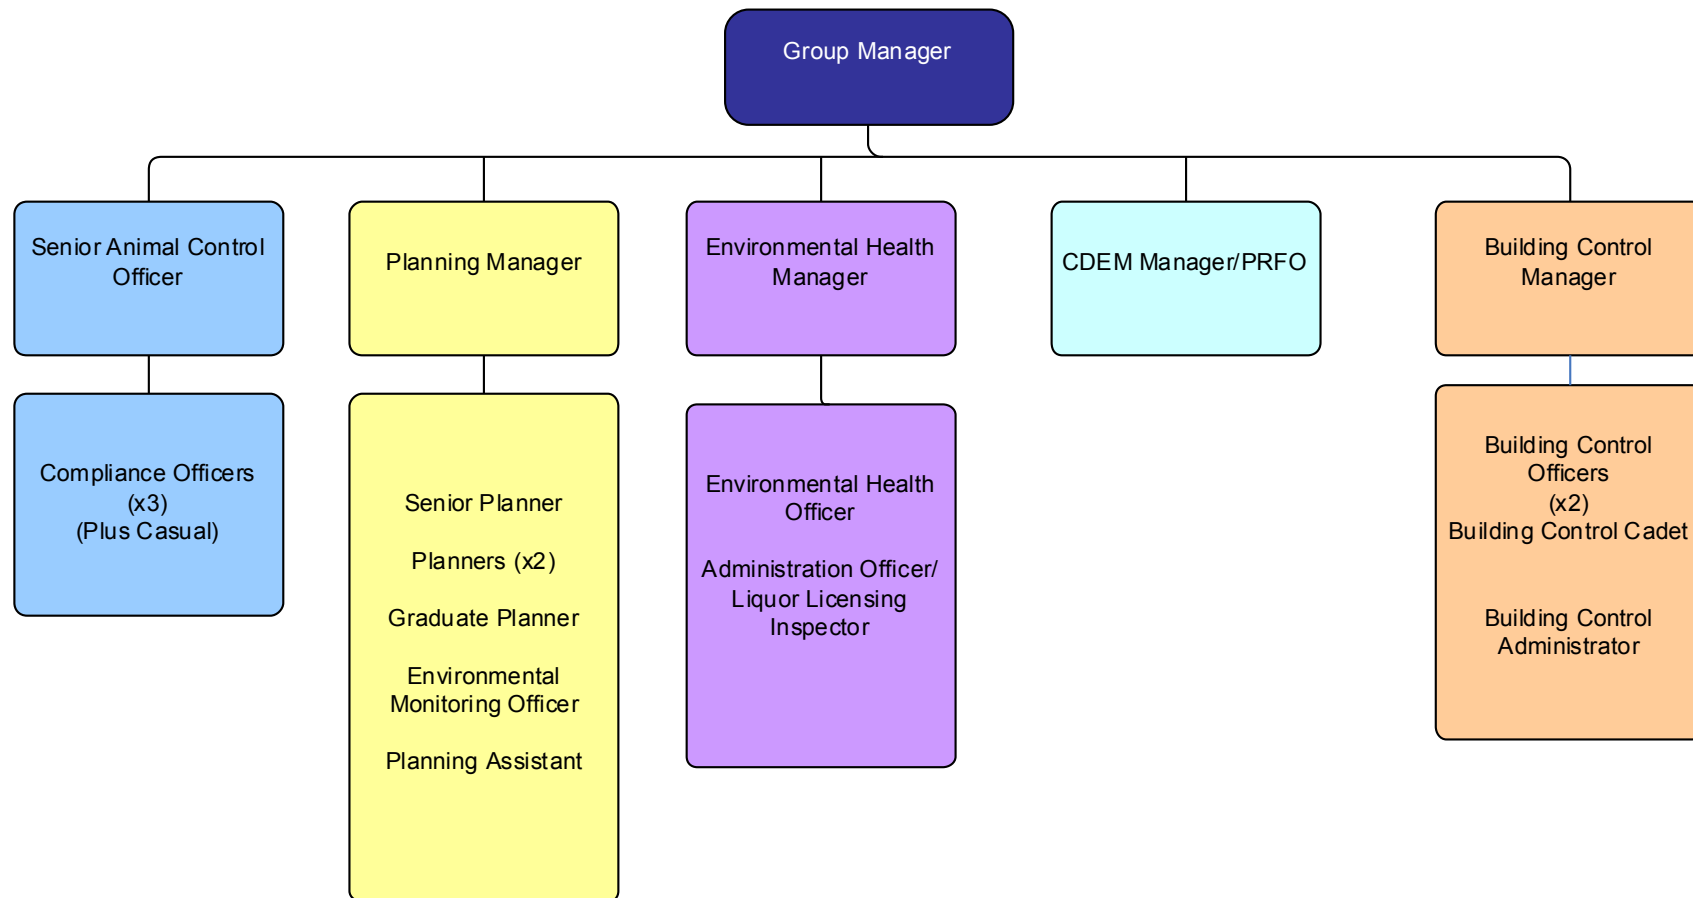 Group Manager
Senior Animal Control
Officer
Planning Manager
Environmental Health
Manager
CDEM Manager/PRFO
Building Control
Manager
Compliance Officers
(x3)
(Plus Casual)
Senior Planner
Planners (x2)
Graduate Planner
Environmental
Monitoring Officer
Planning Assistant
Environmental Health
Officer
Administration Officer/
Liquor Licensing
Inspector
Building Control
Officers
(x2)
Building Control Cadet
Building Control
Administrator